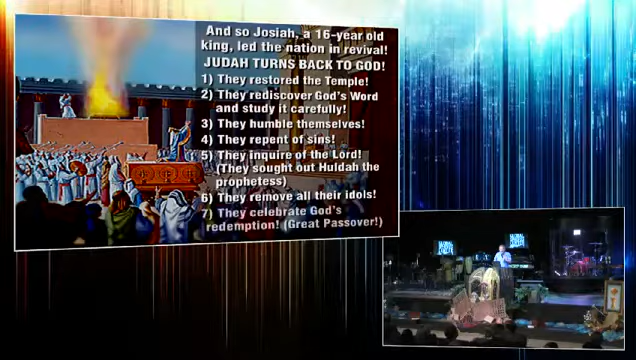 And so Josiah, a 16-year old
king, led the nation in revival!
JUDAH TURNS BACK TO GOD!
1) They restored the Temple!
2) They rediscover God's Word
and study it carefully!
3) They humble themselves!
4) They repent of sins!
5) They inquire of the Lord!
(They sought out Huldah the
prophetess)
6) They remove all their idols!
7) They celebrate God's
redemption! (Great Passover!)